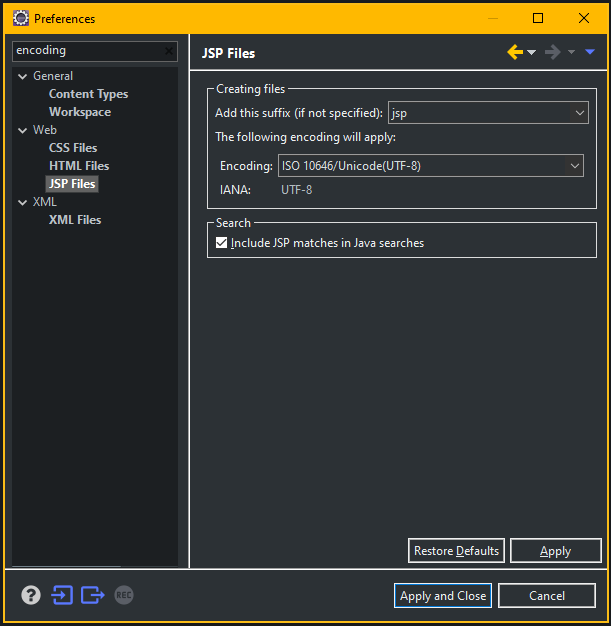 Preferences
encoding
General
Content Types
Workspace
Web
CSS Files
HTML Files
JSP Files
XML
XML Files
JSP Files
Creating files
Add this suffix (if not specified): jsp
The following encoding will apply:
Encoding: ISO 10646/Unicode(UTF-8)
IANA: UTF-8
Search
Include JSP matches in Java searches
Restore Defaults Apply
? REC Apply and Close Cancel